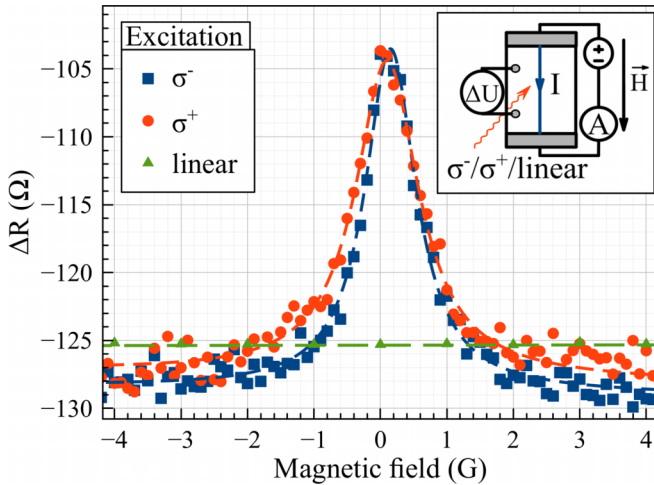 Excitation
σ⁻
σ⁺
linear
ΔU
I
A
H
σ⁻/σ⁺/linear
ΔR (Ω)
−105
−110
−115
−120
−125
−130
−4 −3 −2 −1 0 1 2 3 4
Magnetic field (G)